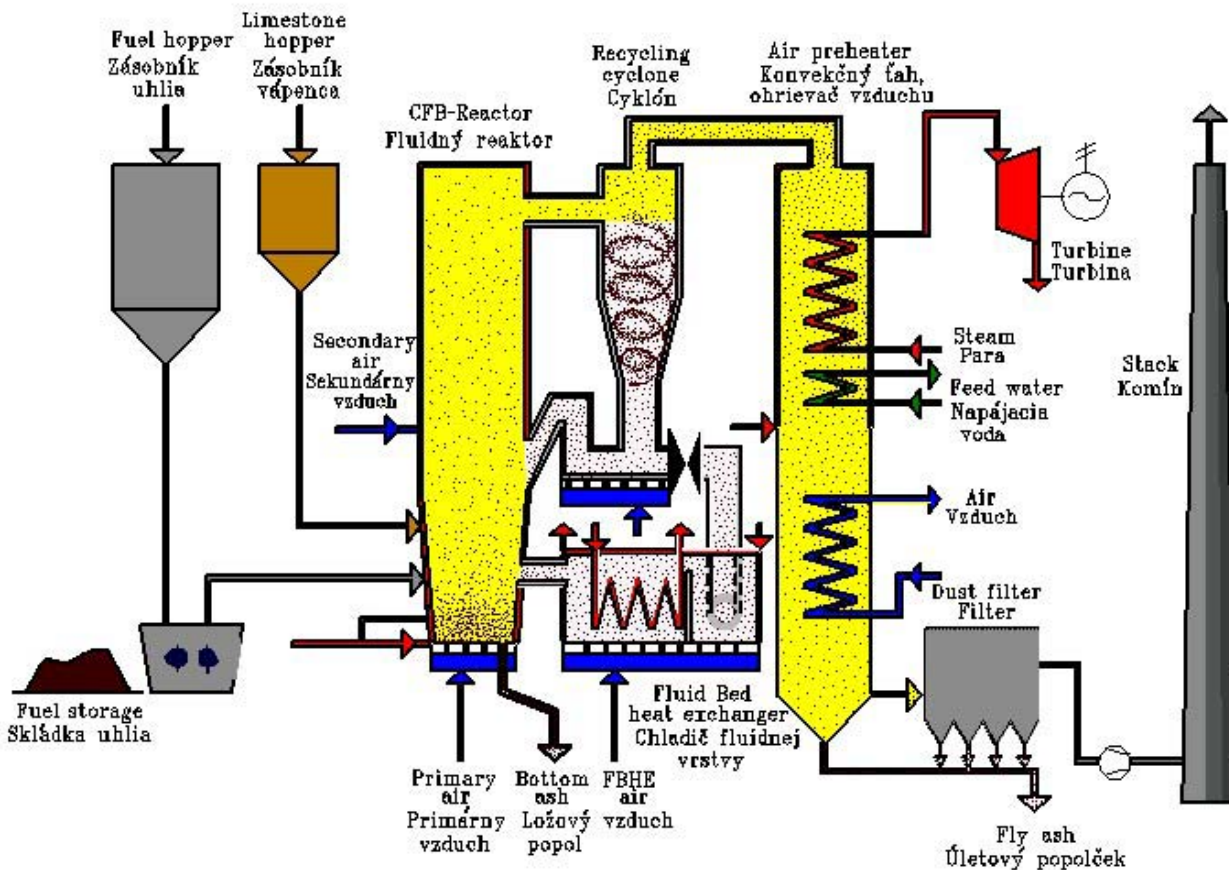 Fuel hopper
Zásobník
uhlia
Limestone
hopper
Zásobník
vápenca
CFB-Reactor
Fluidný reaktor
Recycling
cyclone
Cyklón
Air preheater
Konvekčný ťah,
ohrievač vzduchu
Turbine
Turbina
Secondary
air
Sekundárny
vzduch
Steam
Para
Feed water
Napájacia
voda
Stack
Komín
Air
Vzduch
Dust filter
Filter
Fuel storage
Skládka uhlia
Fluid Bed
heat exchanger
Chladič fluidnej
vrstvy
Primary
air
Primárny
vzduch
Bottom
ash
Ložový
popol
FBHE
air
vzduch
Fly ash
Úletový popolček